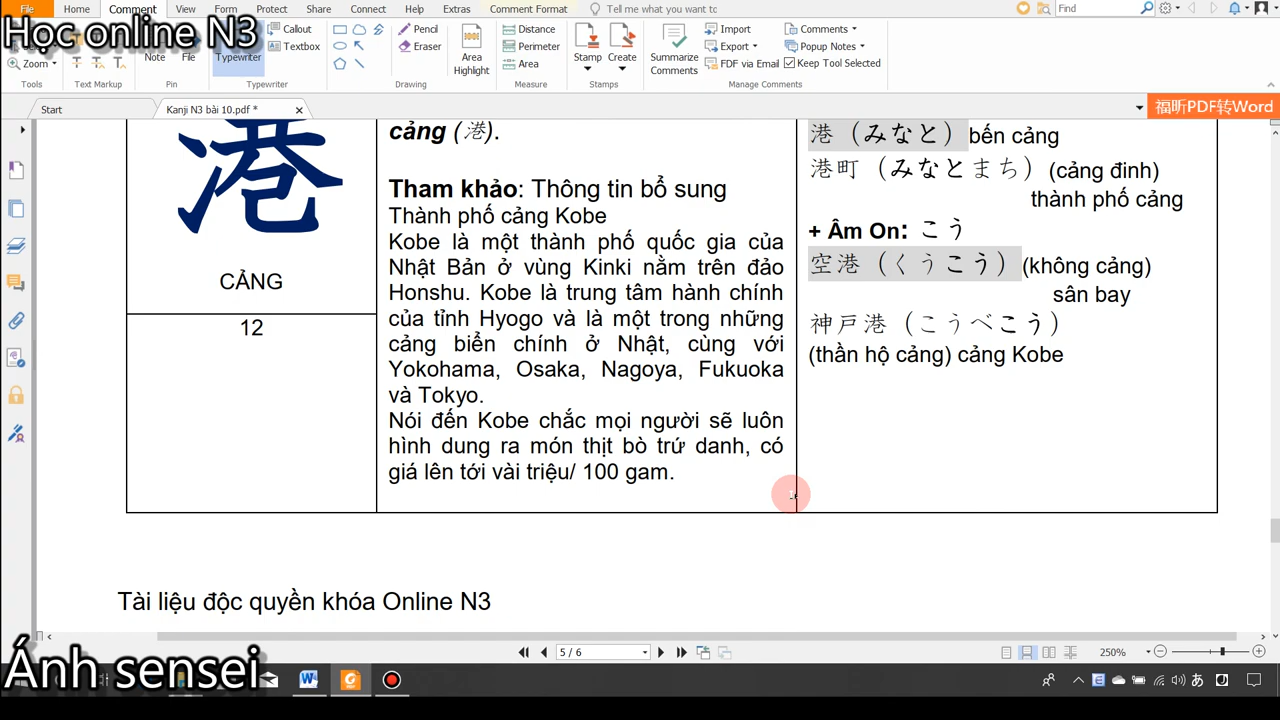 File Home Comment View Form Protect Share Connect Help Extras Comment Format Tell me what you want to Find
Học online N3
Zoom Note File Typewriter Callout Textbox Pencil Eraser Area Highlight Distance Perimeter Area Stamp Create Summarize Comments Import Export FDF via Email Comments Popup Notes Keep Tool Selected
Tools Text Markup Typewriter Drawing Measure Stamps Manage Comments
Start Kanji N3 bài 10.pdf * 福昕PDF转Word
港
CẢNG
12
cảng (港).
Tham khảo: Thông tin bổ sung
Thành phố cảng Kobe
Kobe là một thành phố quốc gia của
Nhật Bản ở vùng Kinki nằm trên đảo
Honshu. Kobe là trung tâm hành chính
của tỉnh Hyogo và là một trong những
cảng biển chính ở Nhật, cùng với
Yokohama, Osaka, Nagoya, Fukuoka
và Tokyo.
Nói đến Kobe chắc mọi người sẽ luôn
hình dung ra món thịt bò trứ danh, có
giá lên tới vài triệu/ 100 gam.
港（みなと）bến cảng
港町（みなとまち）(cảng đinh)
thành phố cảng
+ Âm On: こう
空港（くうこう）(không cảng)
sân bay
神戸港（こうべこう）
(thần hộ cảng) cảng Kobe
Tài liệu độc quyền khóa Online N3
5 / 6 250%
Ánh sensei